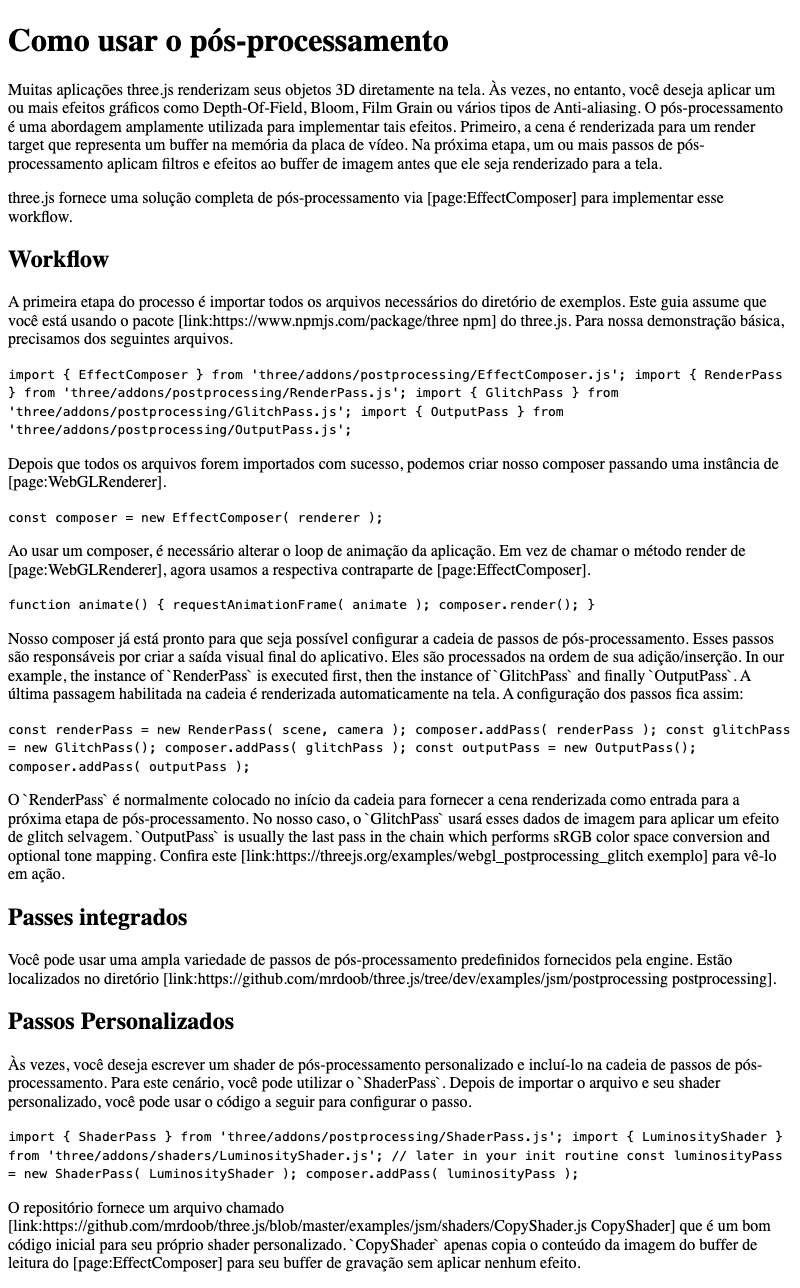 Como usar o pós-processamento
Muitas aplicações three.js renderizam seus objetos 3D diretamente na tela. Às vezes, no entanto, você deseja aplicar um
ou mais efeitos gráficos como Depth-Of-Field, Bloom, Film Grain ou vários tipos de Anti-aliasing. O pós-processamento
é uma abordagem amplamente utilizada para implementar tais efeitos. Primeiro, a cena é renderizada para um render
target que representa um buffer na memória da placa de vídeo. Na próxima etapa, um ou mais passos de pós-
processamento aplicam filtros e efeitos ao buffer de imagem antes que ele seja renderizado para a tela.
three.js fornece uma solução completa de pós-processamento via [page:EffectComposer] para implementar esse
workflow.
Workflow
A primeira etapa do processo é importar todos os arquivos necessários do diretório de exemplos. Este guia assume que
você está usando o pacote [link:https://www.npmjs.com/package/three npm] do three.js. Para nossa demonstração básica,
precisamos dos seguintes arquivos.
import { EffectComposer } from 'three/addons/postprocessing/EffectComposer.js'; import { RenderPass
} from 'three/addons/postprocessing/RenderPass.js'; import { GlitchPass } from
'three/addons/postprocessing/GlitchPass.js'; import { OutputPass } from
'three/addons/postprocessing/OutputPass.js';
Depois que todos os arquivos forem importados com sucesso, podemos criar nosso composer passando uma instância de
[page:WebGLRenderer].
const composer = new EffectComposer( renderer );
Ao usar um composer, é necessário alterar o loop de animação da aplicação. Em vez de chamar o método render de
[page:WebGLRenderer], agora usamos a respectiva contraparte de [page:EffectComposer].
function animate() { requestAnimationFrame( animate ); composer.render(); }
Nosso composer já está pronto para que seja possível configurar a cadeia de passos de pós-processamento. Esses passos
são responsáveis por criar a saída visual final do aplicativo. Eles são processados na ordem de sua adição/inserção. In our
example, the instance of `RenderPass` is executed first, then the instance of `GlitchPass` and finally `OutputPass`. A
última passagem habilitada na cadeia é renderizada automaticamente na tela. A configuração dos passos fica assim:
const renderPass = new RenderPass( scene, camera ); composer.addPass( renderPass ); const glitchPass
= new GlitchPass(); composer.addPass( glitchPass ); const outputPass = new OutputPass();
composer.addPass( outputPass );
O `RenderPass` é normalmente colocado no início da cadeia para fornecer a cena renderizada como entrada para a
próxima etapa de pós-processamento. No nosso caso, o `GlitchPass` usará esses dados de imagem para aplicar um efeito
de glitch selvagem. `OutputPass` is usually the last pass in the chain which performs sRGB color space conversion and
optional tone mapping. Confira este [link:https://threejs.org/examples/webgl_postprocessing_glitch exemplo] para vê-lo
em ação.
Passes integrados
Você pode usar uma ampla variedade de passos de pós-processamento predefinidos fornecidos pela engine. Estão
localizados no diretório [link:https://github.com/mrdoob/three.js/tree/dev/examples/jsm/postprocessing postprocessing].
Passos Personalizados
Às vezes, você deseja escrever um shader de pós-processamento personalizado e incluí-lo na cadeia de passos de pós-
processamento. Para este cenário, você pode utilizar o `ShaderPass`. Depois de importar o arquivo e seu shader
personalizado, você pode usar o código a seguir para configurar o passo.
import { ShaderPass } from 'three/addons/postprocessing/ShaderPass.js'; import { LuminosityShader }
from 'three/addons/shaders/LuminosityShader.js'; // later in your init routine const luminosityPass
= new ShaderPass( LuminosityShader ); composer.addPass( luminosityPass );
O repositório fornece um arquivo chamado
[link:https://github.com/mrdoob/three.js/blob/master/examples/jsm/shaders/CopyShader.js CopyShader] que é um bom
código inicial para seu próprio shader personalizado. `CopyShader` apenas copia o conteúdo da imagem do buffer de
leitura do [page:EffectComposer] para seu buffer de gravação sem aplicar nenhum efeito.